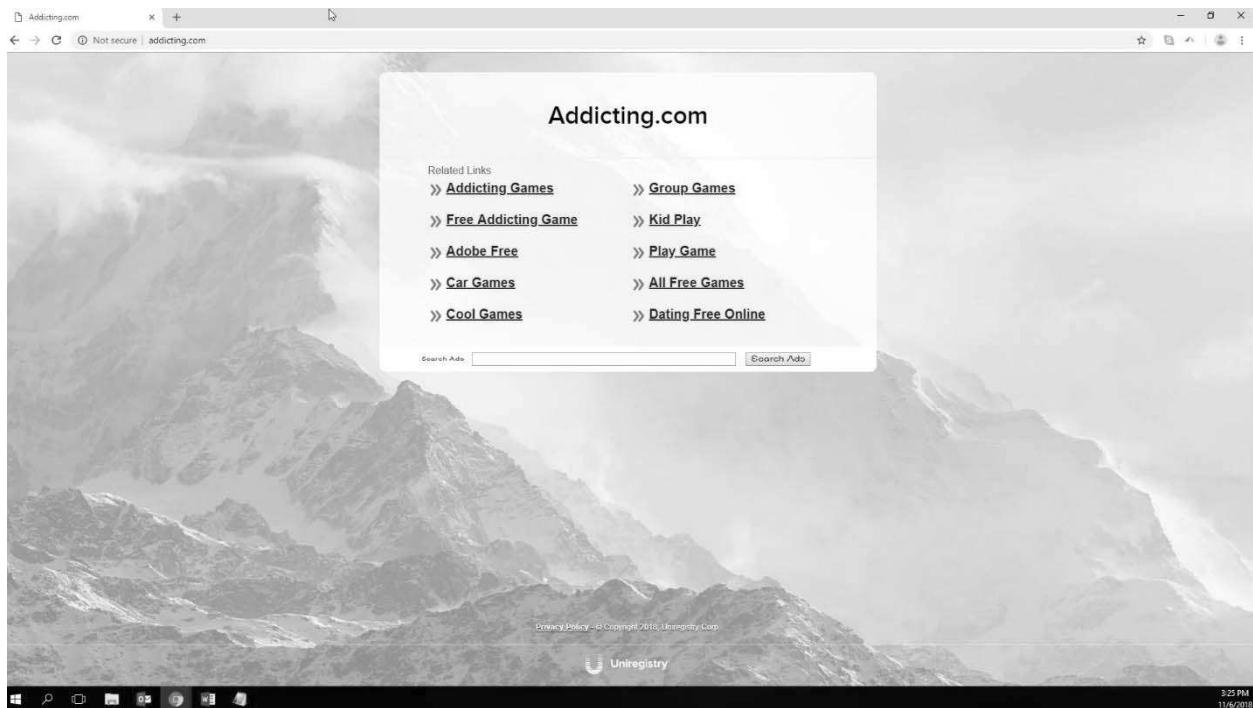 Addicting.com
Not secure | addicting.com
Addicting.com
Related Links
Addicting Games
Group Games
Free Addicting Game
Kid Play
Adobe Free
Play Game
Car Games
All Free Games
Cool Games
Dating Free Online
Search Ads
Search Ads
Privacy Policy - © Copyright 2018, Uniregistry Corp.
Uniregistry
3:25 PM
11/6/2018